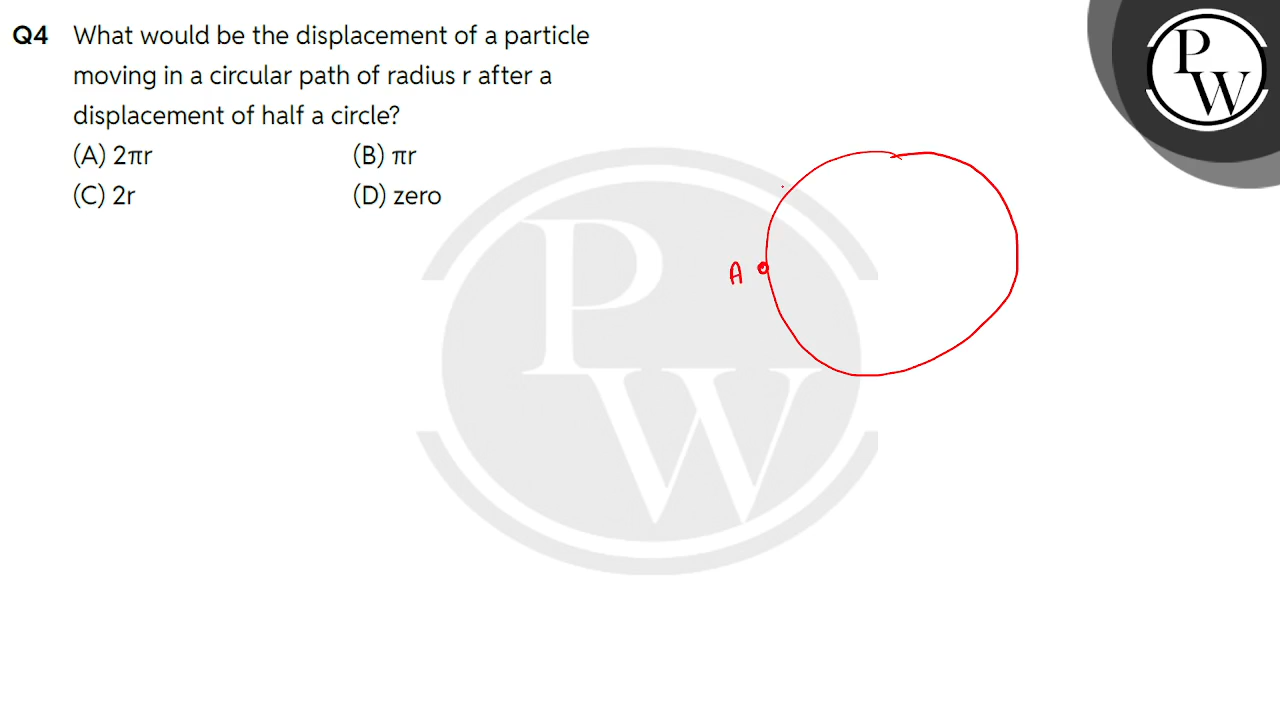 Q4 What would be the displacement of a particle
moving in a circular path of radius r after a
displacement of half a circle?
(A) 2πr (B) πr
(C) 2r (D) zero
A
P
W
P
W